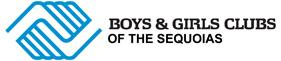 BOYS & GIRLS CLUBS
OF THE SEQUOIAS